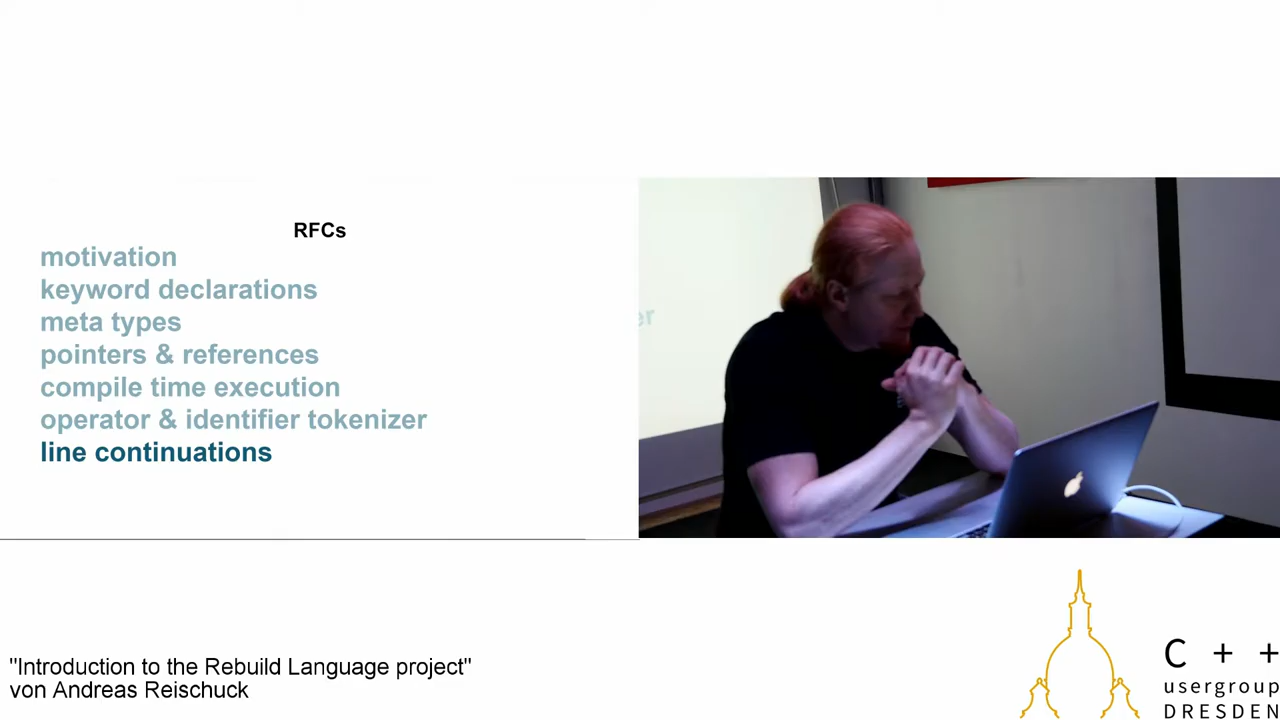 RFCs
motivation
keyword declarations
meta types
pointers & references
compile time execution
operator & identifier tokenizer
line continuations
er
"Introduction to the Rebuild Language project"
von Andreas Reischuck
C + +
usergroup
DRESDEN